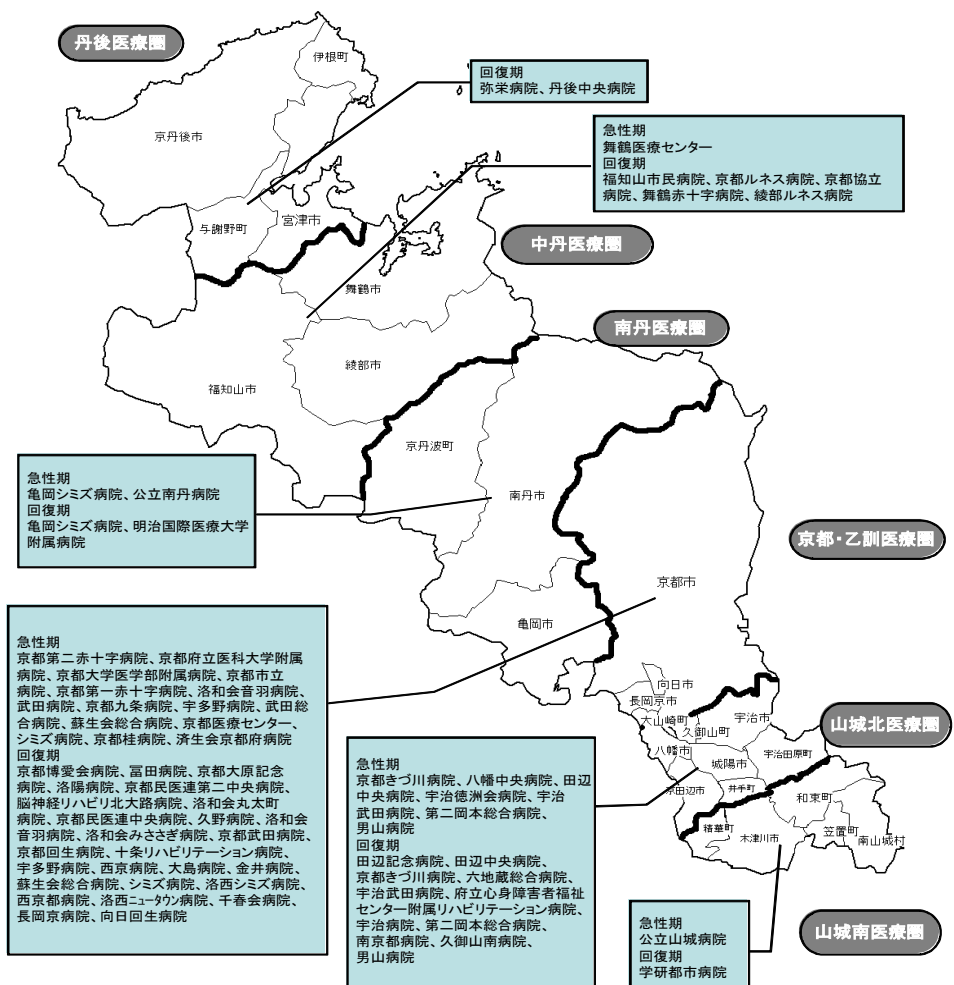 丹後医療圏
伊根町
京丹後市
与謝野町
宮津市
回復期
弥栄病院、丹後中央病院
急性期
舞鶴医療センター
回復期
福知山市民病院、京都ルネス病院、京都協立
病院、舞鶴赤十字病院、綾部ルネス病院
中丹医療圏
舞鶴市
綾部市
福知山市
南丹医療圏
京丹波町
南丹市
亀岡市
急性期
亀岡シミズ病院、公立南丹病院
回復期
亀岡シミズ病院、明治国際医療大学
附属病院
京都・乙訓医療圏
京都市
向日市
長岡京市
大山崎町
急性期
京都第二赤十字病院、京都府立医科大学附属
病院、京都大学医学部附属病院、京都市立
病院、京都第一赤十字病院、洛和会音羽病院、
武田病院、京都九条病院、宇多野病院、武田総
合病院、蘇生会総合病院、京都医療センター、
シミズ病院、京都桂病院、済生会京都府病院
回復期
京都博愛会病院、冨田病院、京都大原記念
病院、洛陽病院、京都民医連第二中央病院、
脳神経リハビリ北大路病院、洛和会丸太町
病院、京都民医連中央病院、久野病院、洛和会
音羽病院、洛和会みささぎ病院、京都武田病院、
京都回生病院、十条リハビリテーション病院、
宇多野病院、西京病院、大島病院、金井病院、
蘇生会総合病院、シミズ病院、洛西シミズ病院、
西京都病院、洛西ﾆｭｰﾀｳﾝ病院、千春会病院、
長岡京病院、向日回生病院
山城北医療圏
宇治市
久御山町
八幡市
城陽市
宇治田原町
京田辺市
井手町
急性期
京都きづ川病院、八幡中央病院、田辺
中央病院、宇治徳洲会病院、宇治
武田病院、第二岡本総合病院、
男山病院
回復期
田辺記念病院、田辺中央病院、
京都きづ川病院、六地蔵総合病院、
宇治武田病院、府立心身障害者福祉
センター附属リハビリテーション病院、
宇治病院、第二岡本総合病院、
南京都病院、久御山南病院、
男山病院
和束町
精華町
木津川市
笠置町
南山城村
山城南医療圏
急性期
公立山城病院
回復期
学研都市病院